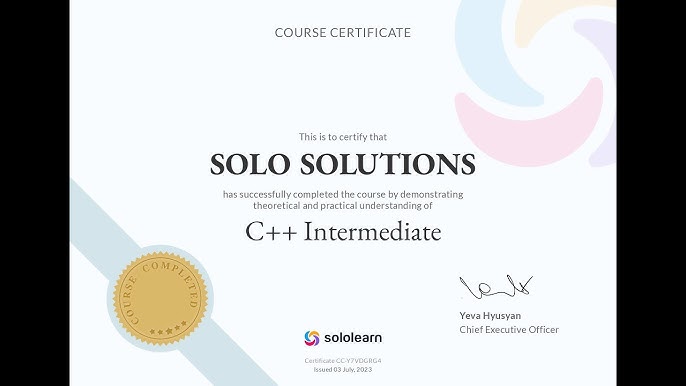 COURSE CERTIFICATE
This is to certify that
SOLO SOLUTIONS
has successfully completed the course by demonstrating
theoretical and practical understanding of
C++ Intermediate
COURSE COMPLETED
Yeva Hyusyan
Chief Executive Officer
sololearn
Certificate CC-Y7VDGRG4
Issued 03 July, 2023